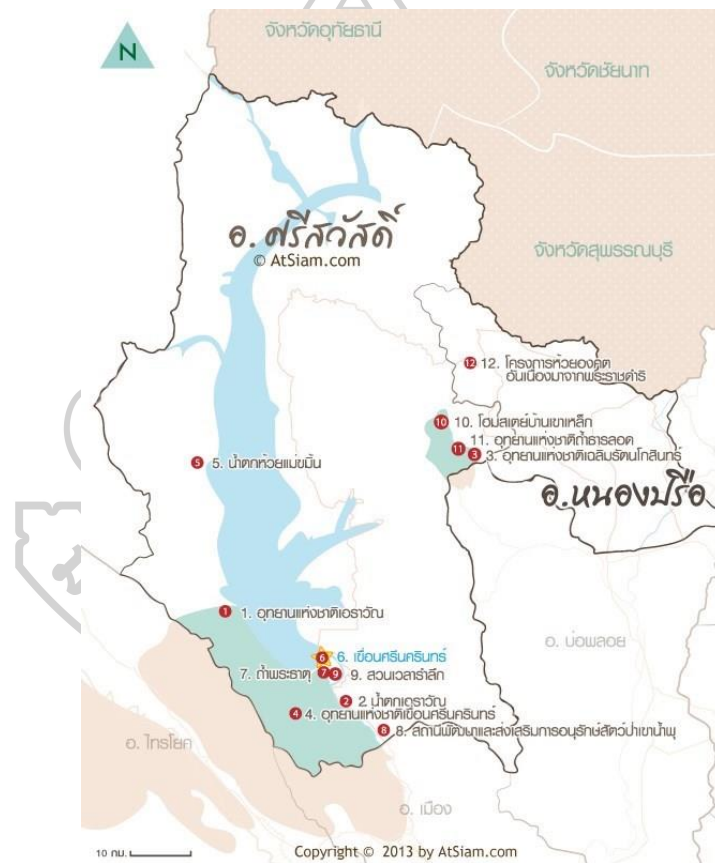 จังหวัดอุทัยธานี
N
จังหวัดชัยนาท
อ. ศรีสวัสดิ์
© AtSiam.com
จังหวัดสุพรรณบุรี
12 12. โครงการห้วยองคต
อันเนื่องมาจากพระราชดำริ
10 10. โฮมสเตย์บ้านเขาเหล็ก
11 11. อุทยานแห่งชาติถ้ำธารลอด
3 3. อุทยานแห่งชาติเฉลิมรัตนโกสินทร์
5 5. น้ำตกห้วยแม่ขมิ้น
อ.หนองปรือ
1 1. อุทยานแห่งชาติเอราวัณ
อ. บ่อพลอย
6 6. เขื่อนศรีนครินทร์
7. ถ้ำพระธาตุ 7 9 9. สวนเวลารำลึก
2 2 น้ำตกเอราวัณ
4 4. อุทยานแห่งชาติเขื่อนศรีนครินทร์
8 8. สถานีพัฒนาและส่งเสริมการอนุรักษ์สัตว์ป่าเขาน้ำพุ
อ. ไทรโยค
อ. เมือง
10 กม.
Copyright © 2013 by AtSiam.com